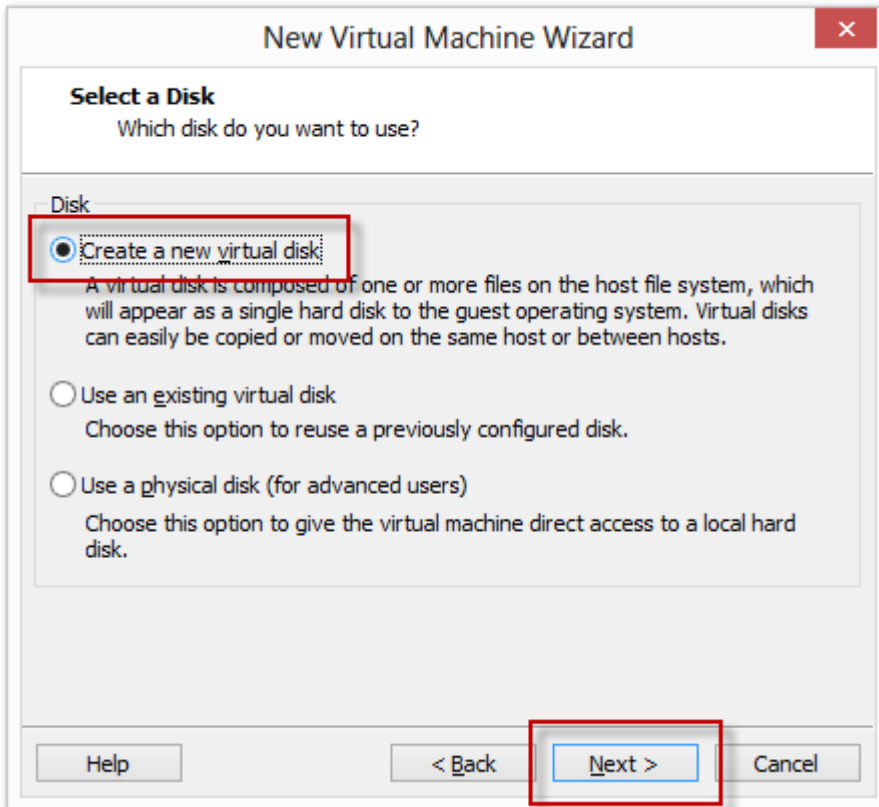 New Virtual Machine Wizard
Select a Disk
Which disk do you want to use?
Disk
Create a new virtual disk
A virtual disk is composed of one or more files on the host file system, which
will appear as a single hard disk to the guest operating system. Virtual disks
can easily be copied or moved on the same host or between hosts.
Use an existing virtual disk
Choose this option to reuse a previously configured disk.
Use a physical disk (for advanced users)
Choose this option to give the virtual machine direct access to a local hard
disk.
Help
< Back
Next >
Cancel